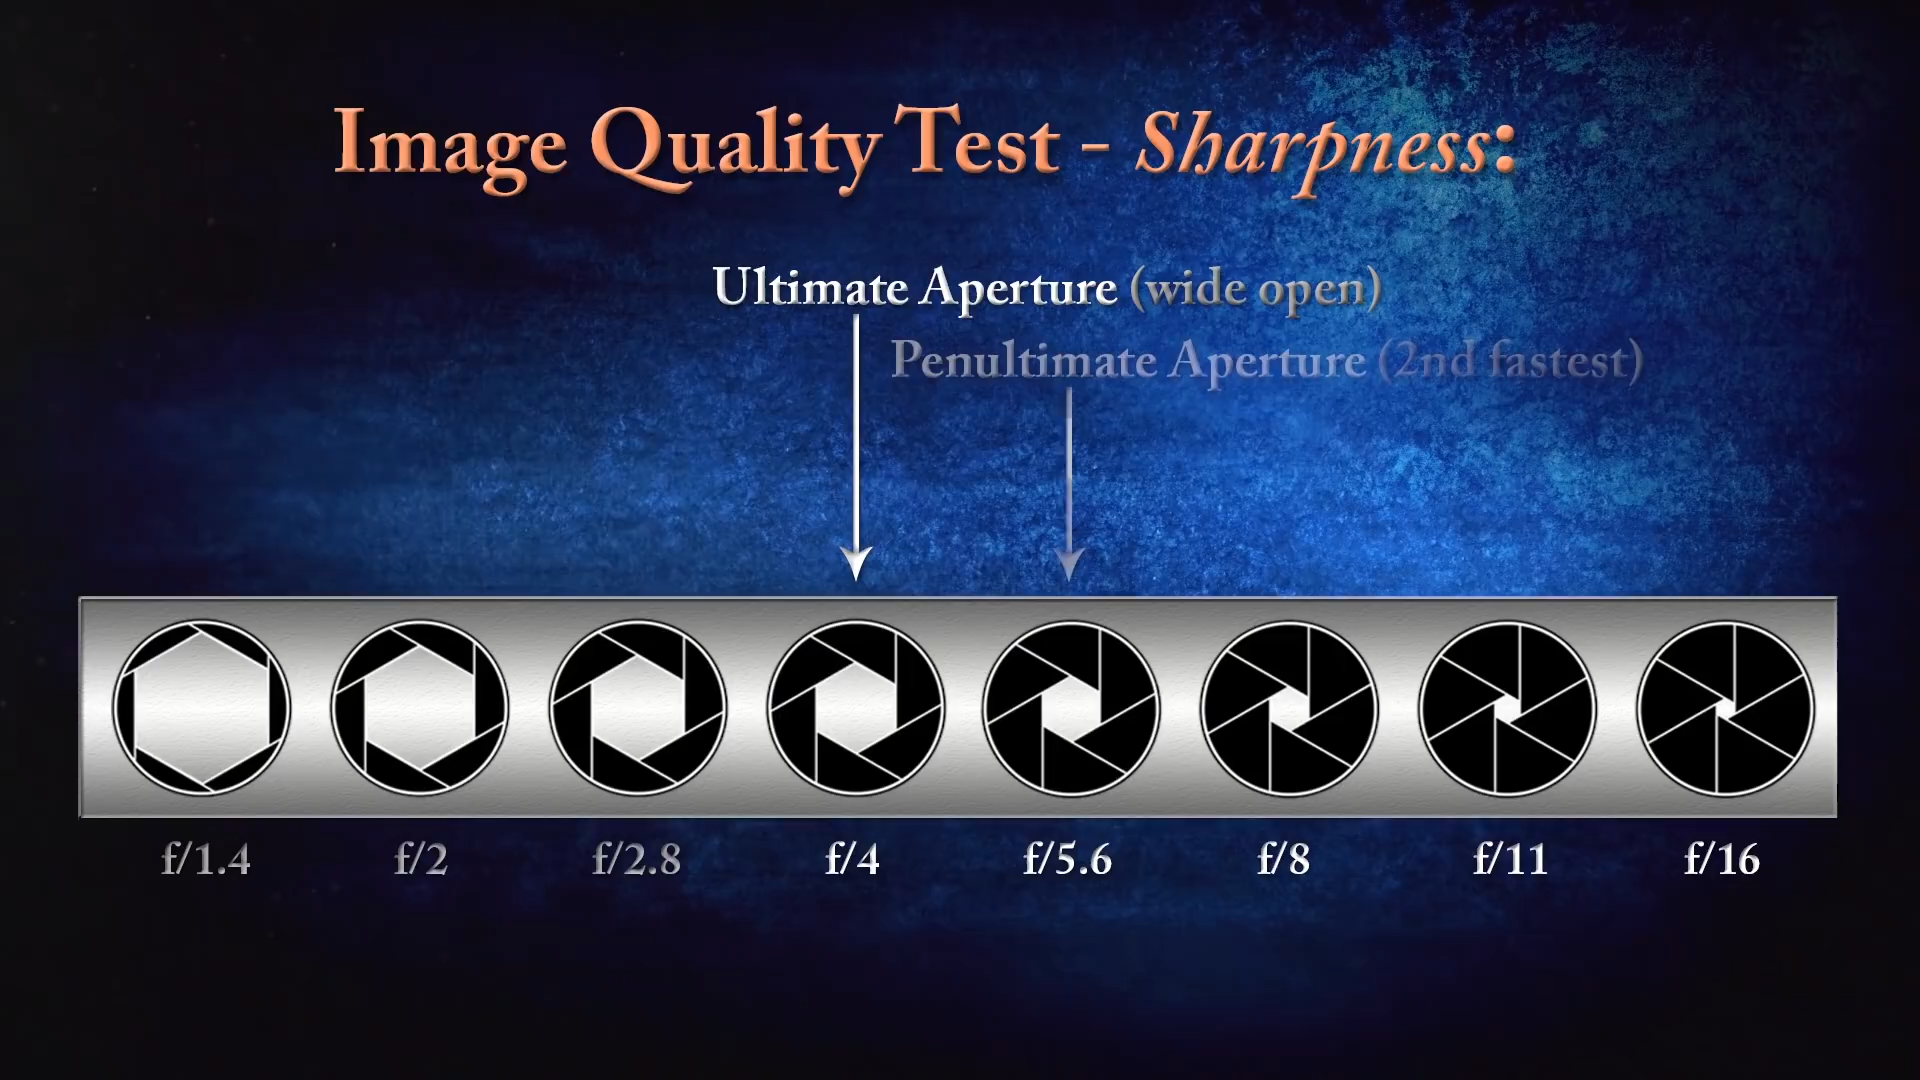 Image Quality Test - Sharpness:
Ultimate Aperture (wide open)
Penultimate Aperture (2nd fastest)
f/1.4 f/2 f/2.8 f/4 f/5.6 f/8 f/11 f/16